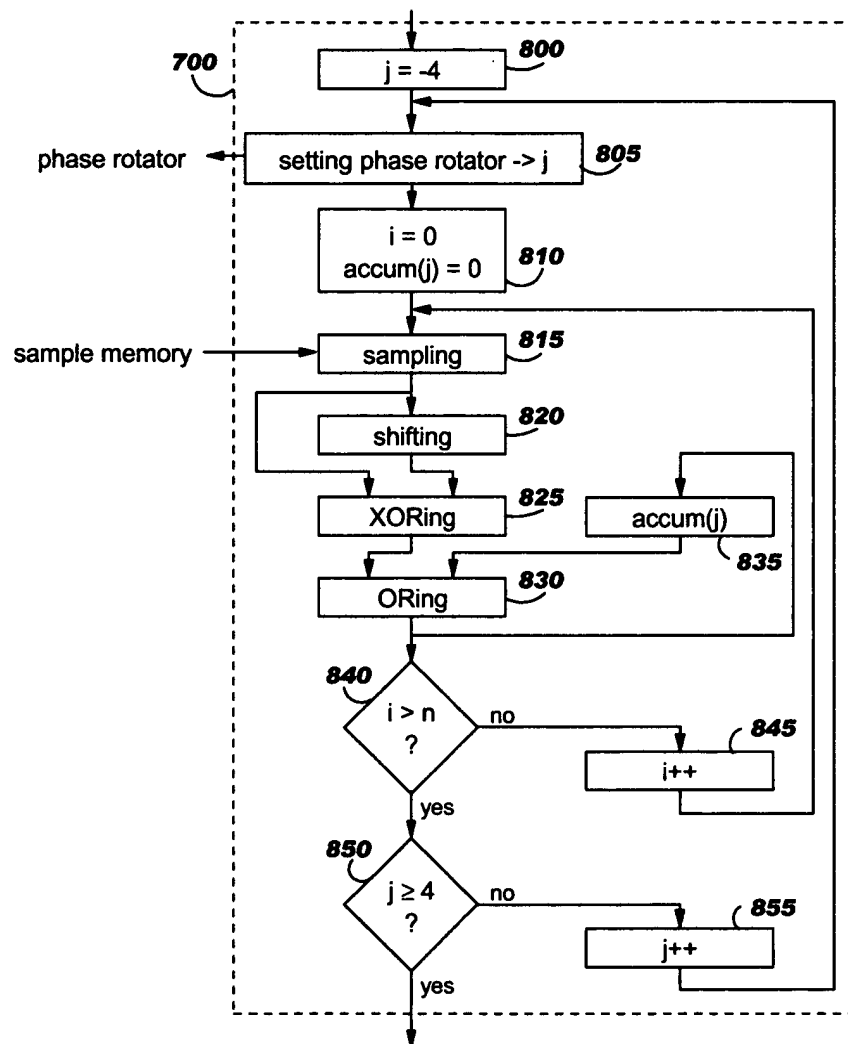 700
800
j = -4
phase rotator
setting phase rotator -> j
805
i = 0
accum(j) = 0
810
sample memory
sampling
815
shifting
820
XORing
825
accum(j)
835
ORing
830
840
i > n
?
no
845
i++
yes
850
j ≥ 4
?
no
855
j++
yes